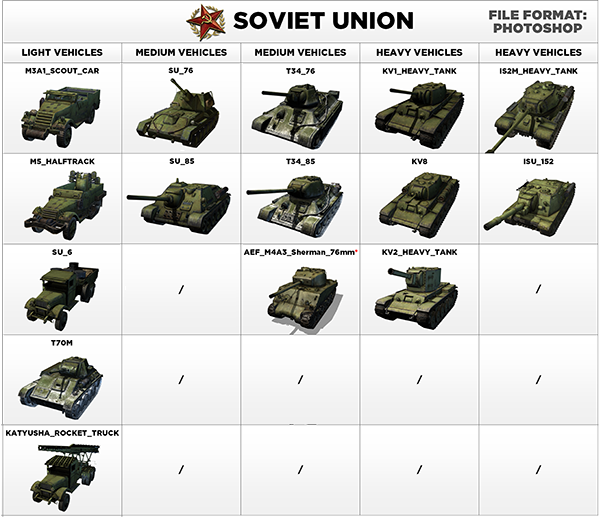 SOVIET UNION
FILE FORMAT:
PHOTOSHOP
LIGHT VEHICLES MEDIUM VEHICLES MEDIUM VEHICLES HEAVY VEHICLES HEAVY VEHICLES
M3A1_SCOUT_CAR SU_76 T34_76 KV1_HEAVY_TANK IS2M_HEAVY_TANK
M5_HALFTRACK SU_85 T34_85 KV8 ISU_152
SU_6 / AEF_M4A3_Sherman_76mm* KV2_HEAVY_TANK /
T70M / / / /
KATYUSHA_ROCKET_TRUCK / / / /